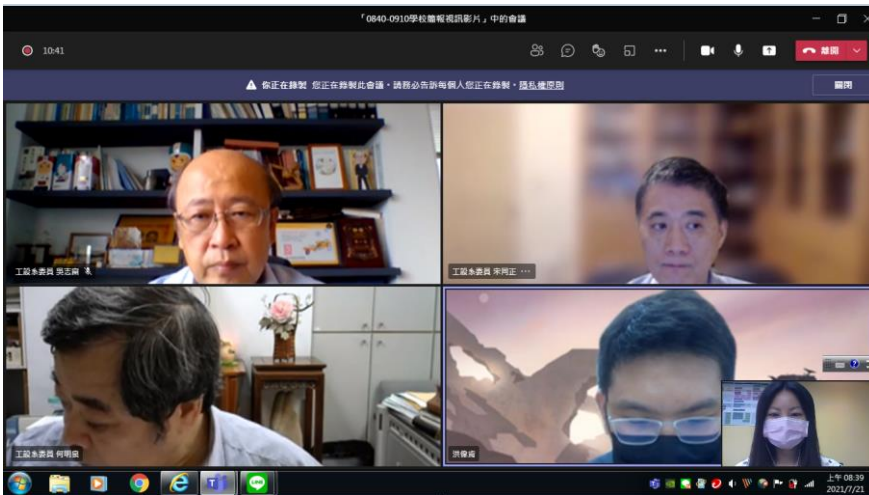 「0840-0910學校簡報視訊影片」中的會議
10:41
離開
你正在錄製 您正在錄製此會議。請務必告訴每個人您正在錄製。隱私權原則
關閉
工設系委員 吳志富
工設系委員 宋同正 ...
工設系委員 何明泉
洪偉肯
上午 08:39
2021/7/21